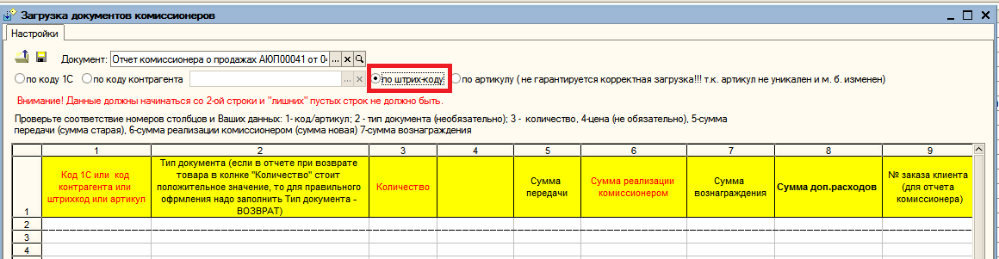 Загрузка документов комиссионеров
Настройки
Документ: Отчет комиссионера о продажах АЮП00041 от 04 ...
по коду 1С по коду контрагента ... по штрих-коду по артикулу ( не гарантируется корректная загрузка!!! т.к. артикул не уникален и м. б. изменен)
Внимание! Данные должны начинаться со 2-ой строки и "лишних" пустых строк не должно быть.
Проверьте соответствие номеров столбцов и Ваших данных: 1- код/артикул; 2 - тип документа (необязательно); 3 - количество, 4-цена (не обязательно), 5-сумма
передачи (сумма старая), 6-сумма реализации комиссионером (сумма новая) 7-сумма вознаграждения
1 2 3 4 5 6 7 8 9
Код 1С или код
контрагента или
штрихкод или артикул
Тип документа (если в отчете при возврате
товара в колнке "Количество" стоит
положительное значение, то для правильного
офрмления надо заполнить Тип документа -
ВОЗВРАТ)
Количество
Сумма
передачи
Сумма реализации
комиссионером
Сумма
вознаграждения
Сумма доп.расходов
№ заказа клиента
(для отчета
комиссионера)
1
2
3
4